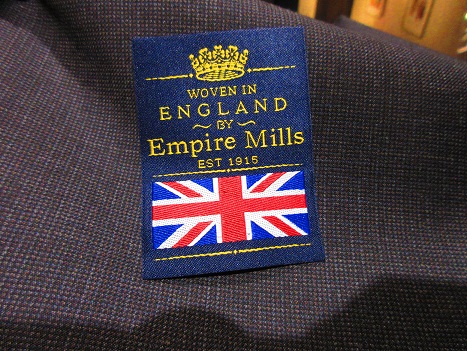 WOVEN IN
ENGLAND
~ BY ~
Empire Mills
EST 1915